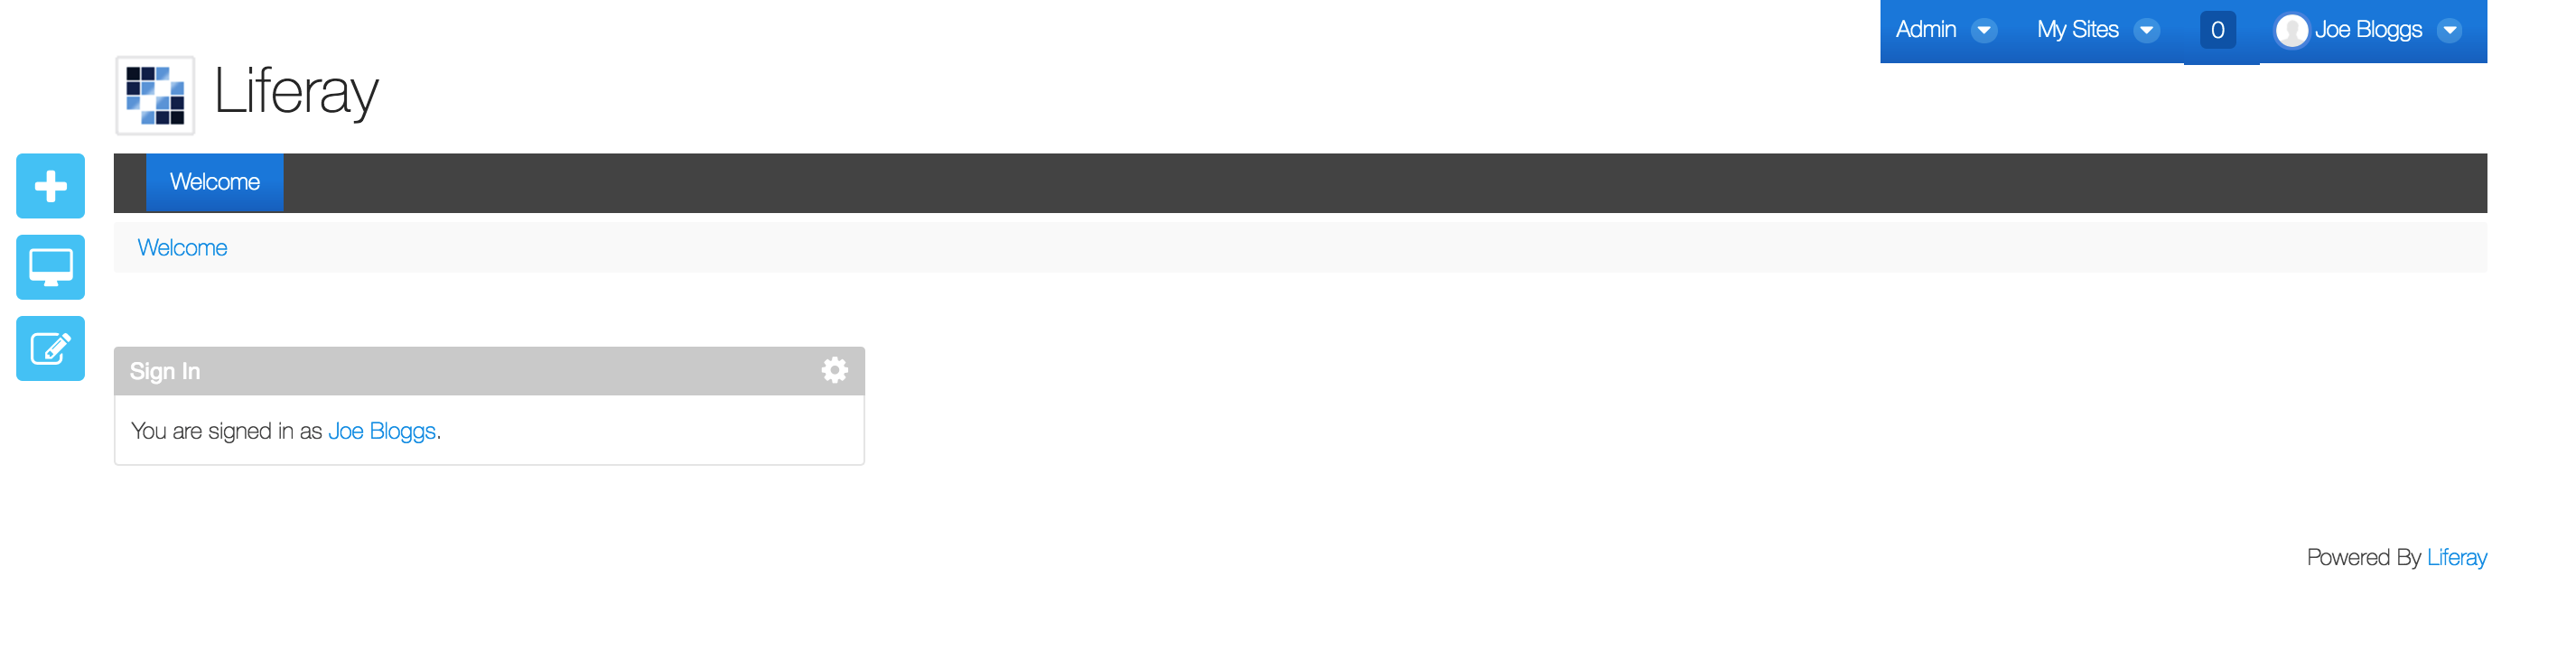 Admin My Sites 0 Joe Bloggs
Liferay
Welcome
Welcome
Sign In
You are signed in as Joe Bloggs.
Powered By Liferay